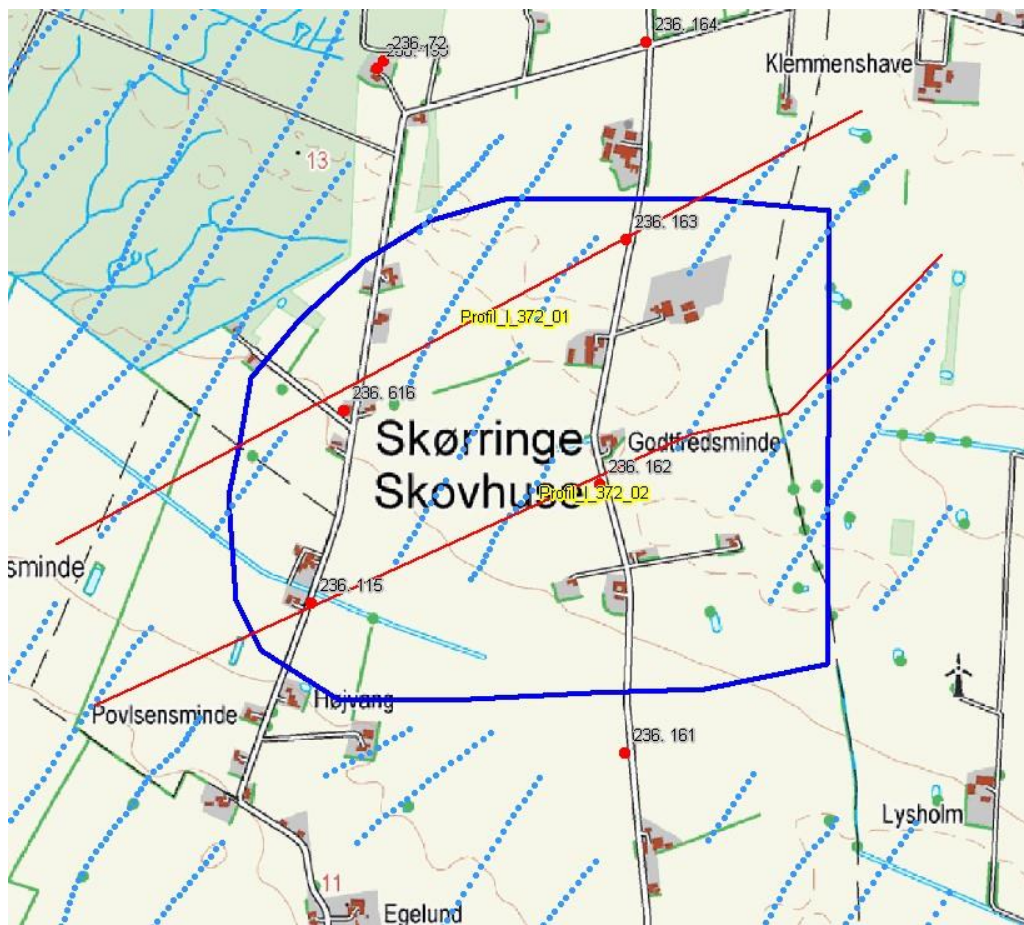 236. 72
236. 164
Klemmenshave
13
236. 163
Profil_I_372_01
236. 616
Skørringe
Godtfredsminde
236. 162
Skovhuse
Profil_I_372_02
sminde
236. 115
Højvang
Povlsensminde
236. 161
Lysholm
11
Egelund